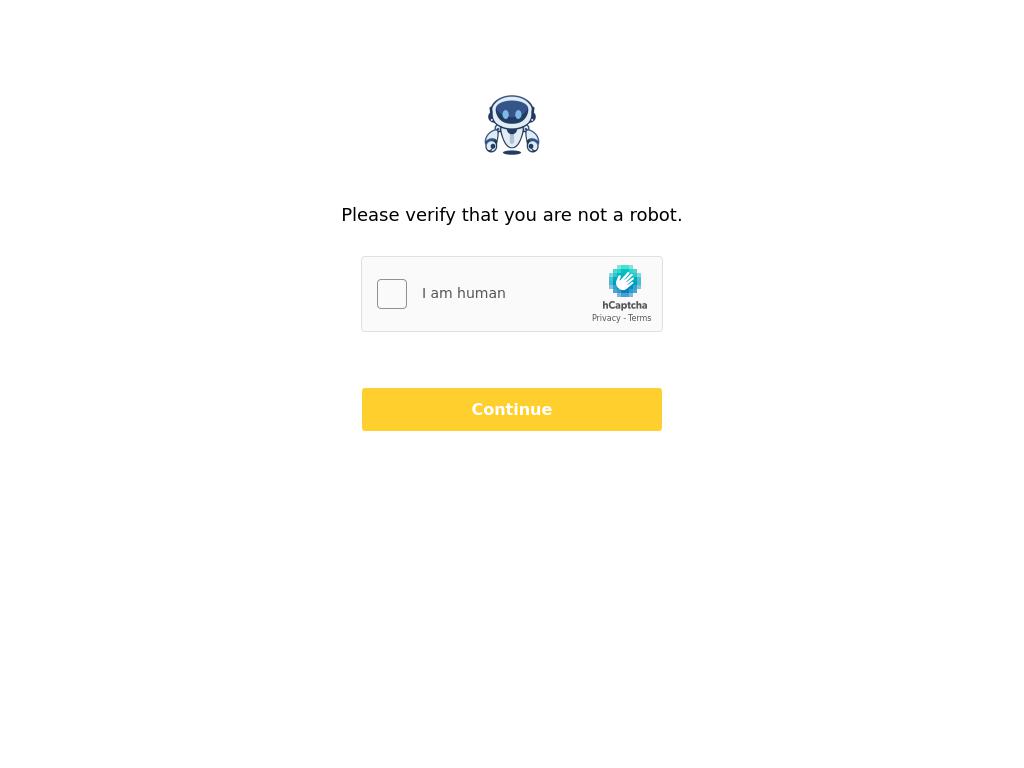 Please verify that you are not a robot.
I am human
hCaptcha
Privacy - Terms
Continue